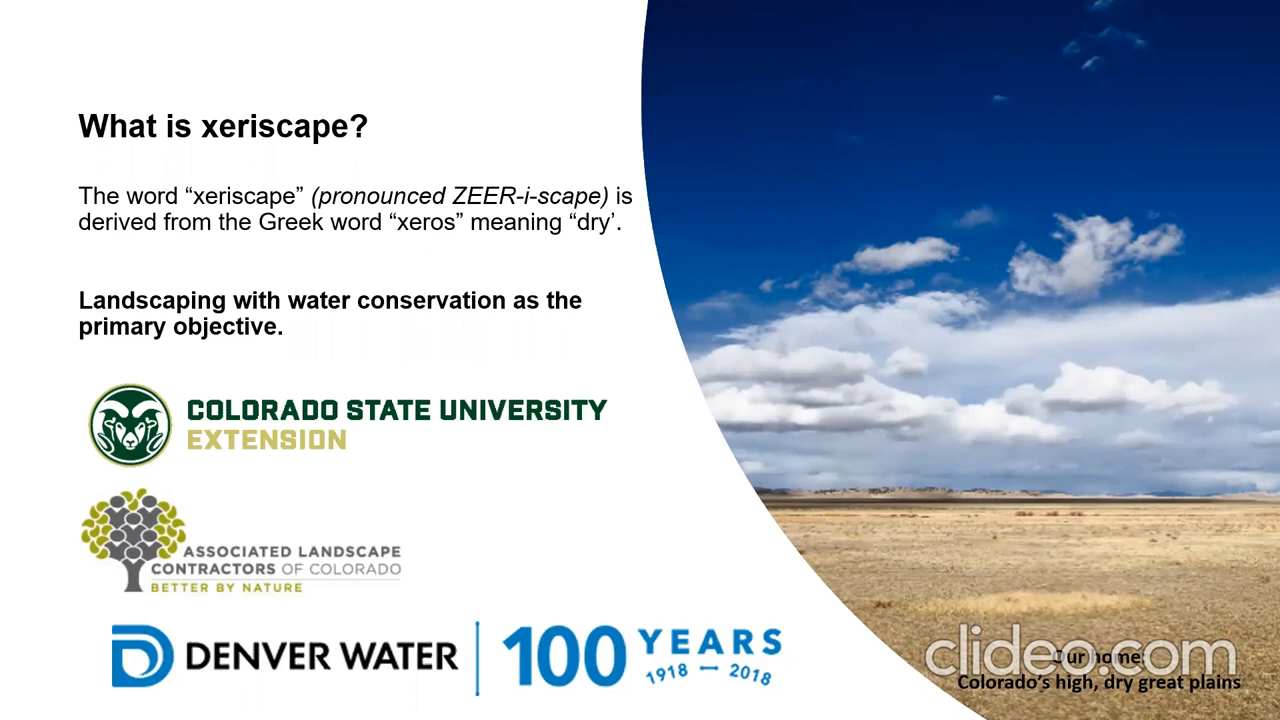 What is xeriscape?
The word “xeriscape” (pronounced ZEER-i-scape) is
derived from the Greek word “xeros” meaning “dry’.
Landscaping with water conservation as the
primary objective.
COLORADO STATE UNIVERSITY
EXTENSION
ASSOCIATED LANDSCAPE
CONTRACTORS OF COLORADO
BETTER BY NATURE
DENVER WATER
100 YEARS
1918 — 2018
clideo.com
Our home:
Colorado’s high, dry great plains